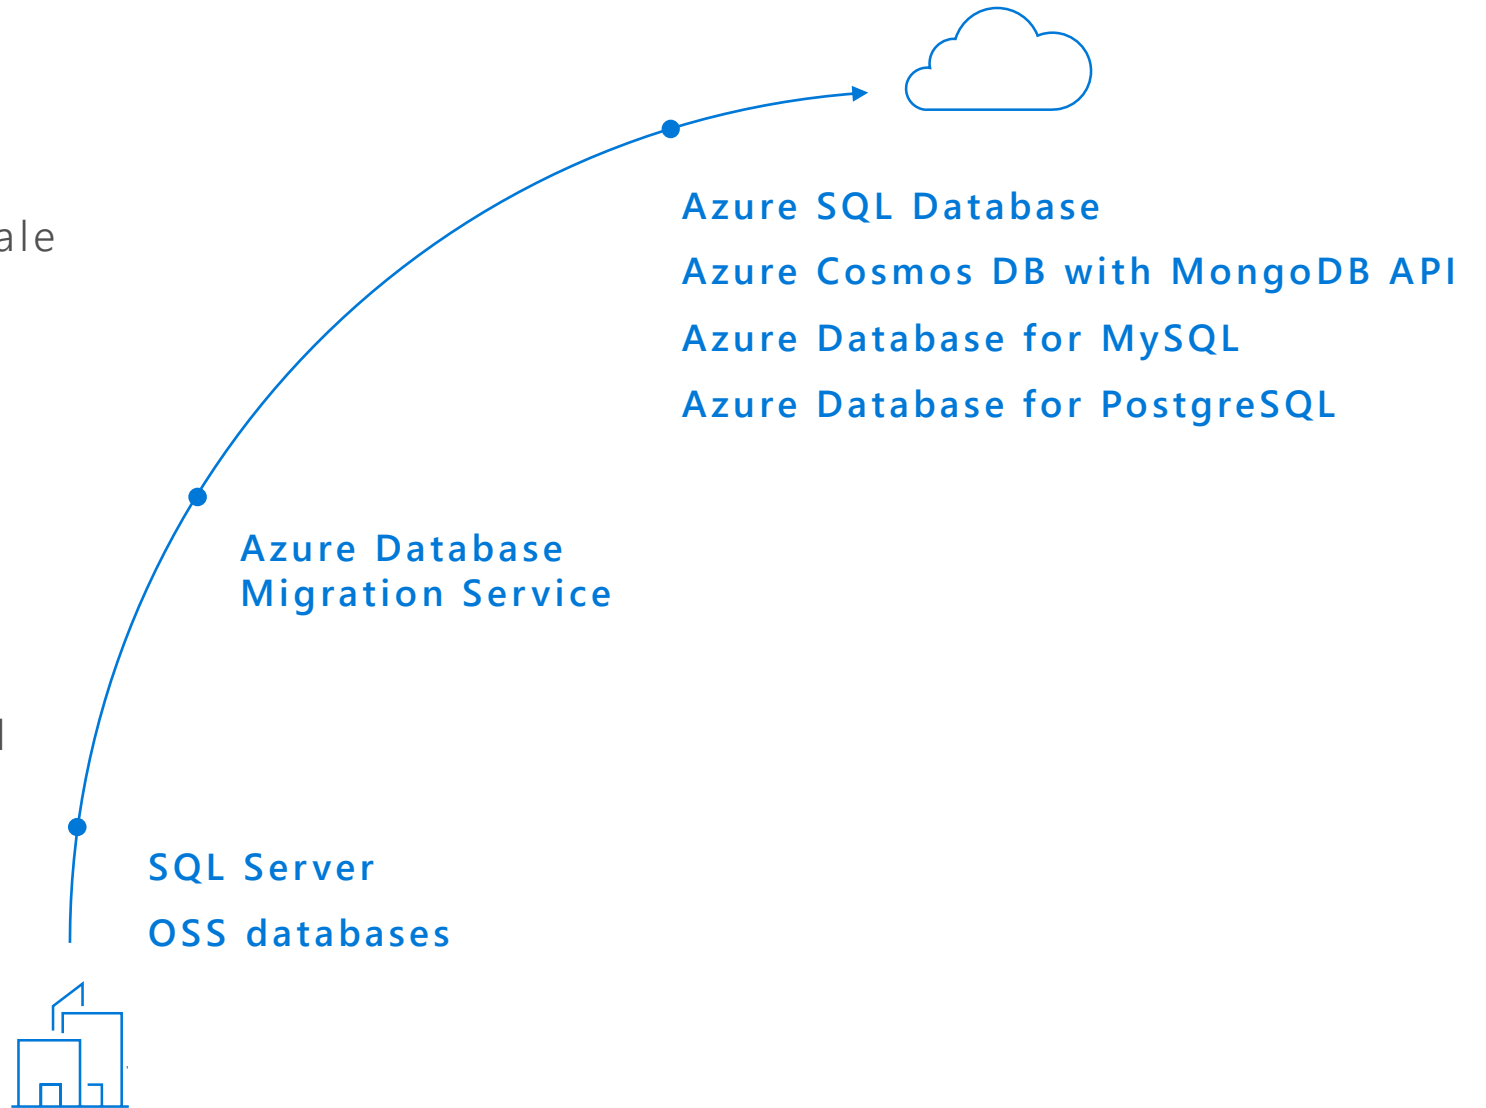 Azure SQL Database
ale
Azure Cosmos DB with MongoDB API
Azure Database for MySQL
Azure Database for PostgreSQL
Azure Database
Migration Service
SQL Server
OSS databases